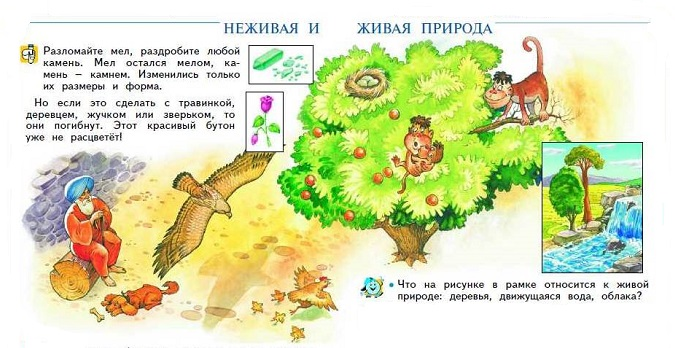 НЕЖИВАЯ И ЖИВАЯ ПРИРОДА
Разломайте мел, раздробите любой
камень. Мел остался мелом, ка-
мень – камнем. Изменились только
их размеры и форма.
Но если это сделать с травинкой,
деревцем, жучком или зверьком, то
они погибнут. Этот красивый бутон
уже не расцветёт!
• Что на рисунке в рамке относится к живой
природе: деревья, движущаяся вода, облака?